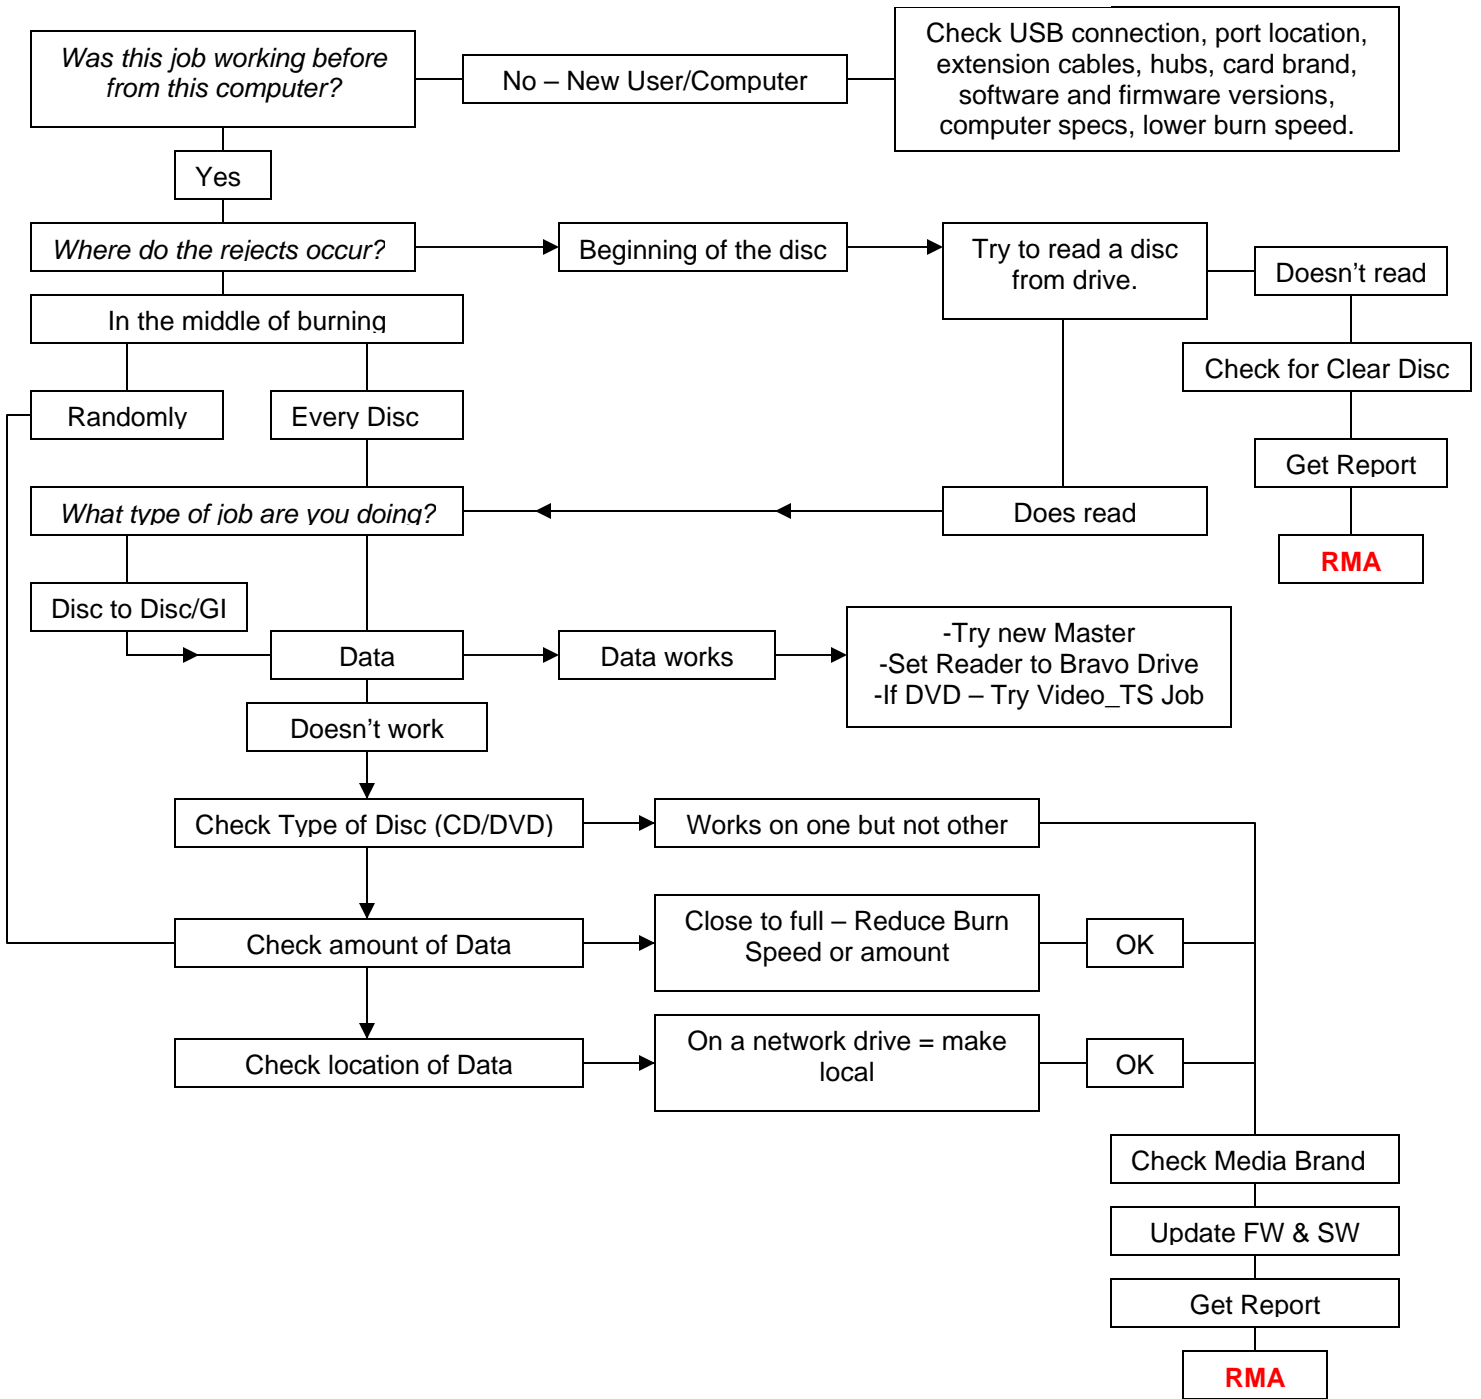 Was this job working before
from this computer?
No – New User/Computer
Check USB connection, port location,
extension cables, hubs, card brand,
software and firmware versions,
computer specs, lower burn speed.
Yes
Where do the rejects occur?
Beginning of the disc
Try to read a disc
from drive.
Doesn’t read
In the middle of burning
Check for Clear Disc
Randomly
Every Disc
Get Report
What type of job are you doing?
Does read
RMA
Disc to Disc/GI
Data
Data works
-Try new Master
-Set Reader to Bravo Drive
-If DVD – Try Video_TS Job
Doesn’t work
Check Type of Disc (CD/DVD)
Works on one but not other
Check amount of Data
Close to full – Reduce Burn
Speed or amount
OK
Check location of Data
On a network drive = make
local
OK
Check Media Brand
Update FW & SW
Get Report
RMA